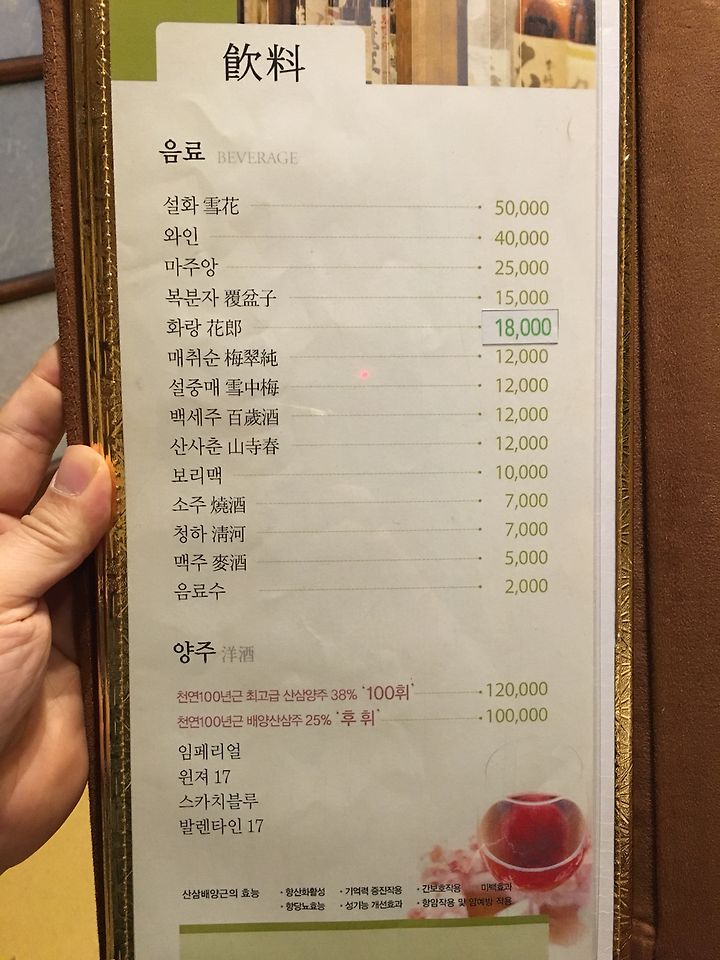 飮料
음료 BEVERAGE
설화 雪花 50,000
와인 40,000
마주앙 25,000
복분자 覆盆子 15,000
화랑 花郎 18,000
매취순 梅翠純 12,000
설중매 雪中梅 12,000
백세주 百歲酒 12,000
산사춘 山寺春 12,000
보리맥 10,000
소주 燒酒 7,000
청하 淸河 7,000
맥주 麥酒 5,000
음료수 2,000
양주 洋酒
천연100년근 최고급 산삼양주 38% '100휘' 120,000
천연100년근 배양산삼주 25% '후휘' 100,000
임페리얼
윈져 17
스카치블루
발렌타인 17
산삼배양근의 효능 ・항산화활성 ・기억력 증진작용 ・간보호작용 미백효과
・항당뇨효능 ・성기능 개선효과 ・항암작용 및 암예방 작용